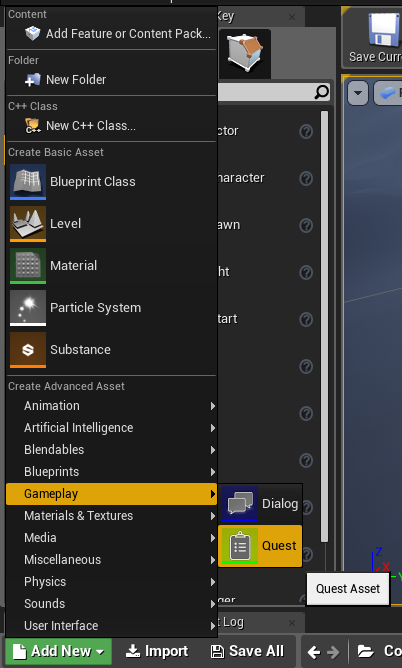 Content
Key
Add Feature or Content Pack...
Save Curr
Folder
New Folder
C++ Class
New C++ Class...
ctor
Create Basic Asset
Blueprint Class
haracter
Level
awn
Material
ht
Particle System
tart
Substance
Create Advanced Asset
Animation
Artificial Intelligence
Blendables
Blueprints
Gameplay
Dialog
Materials & Textures
Media
Quest
Miscellaneous
Z
X
Physics
Quest Asset
Sounds
ger
User Interface
t Log
Add New
Import
Save All
Co